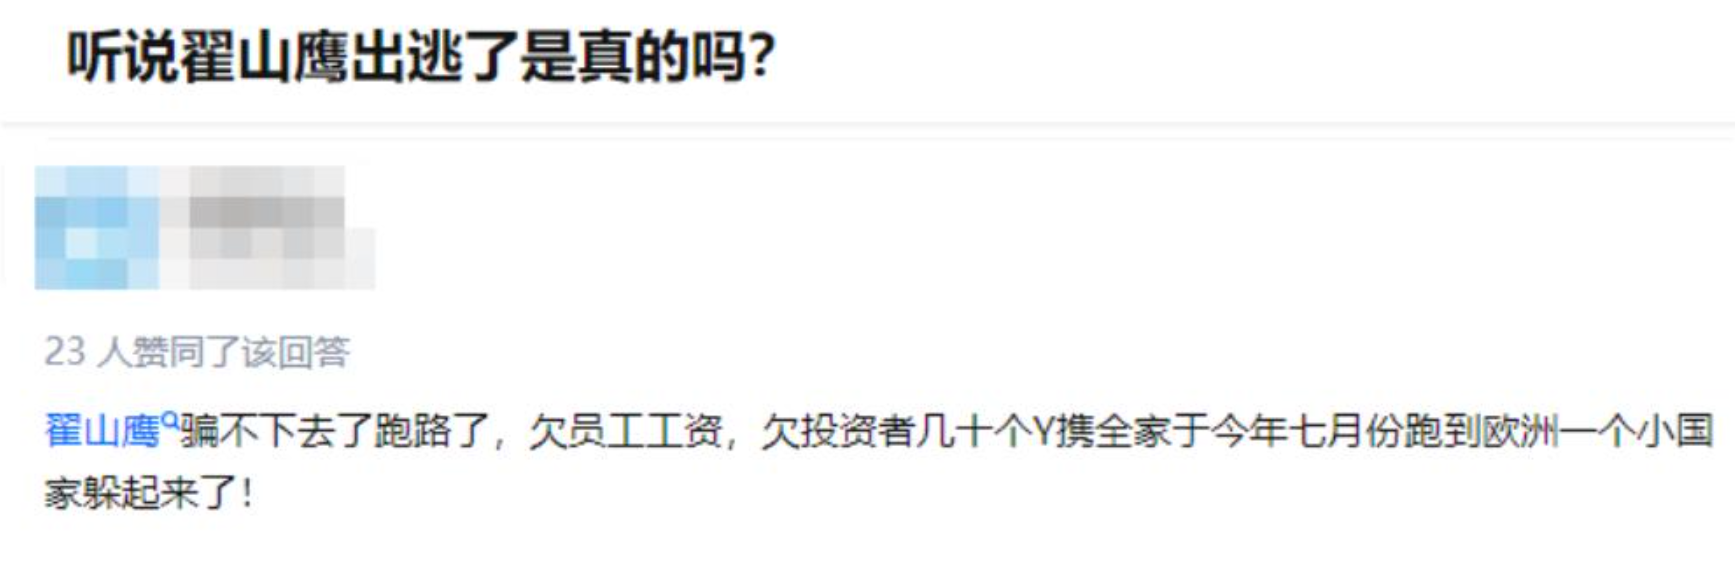 听说翟山鹰出逃了是真的吗？
23 人赞同了该回答
翟山鹰骗不下去了跑路了，欠员工工资，欠投资者几十个Y携全家于今年七月份跑到欧洲一个小国
家躲起来了！